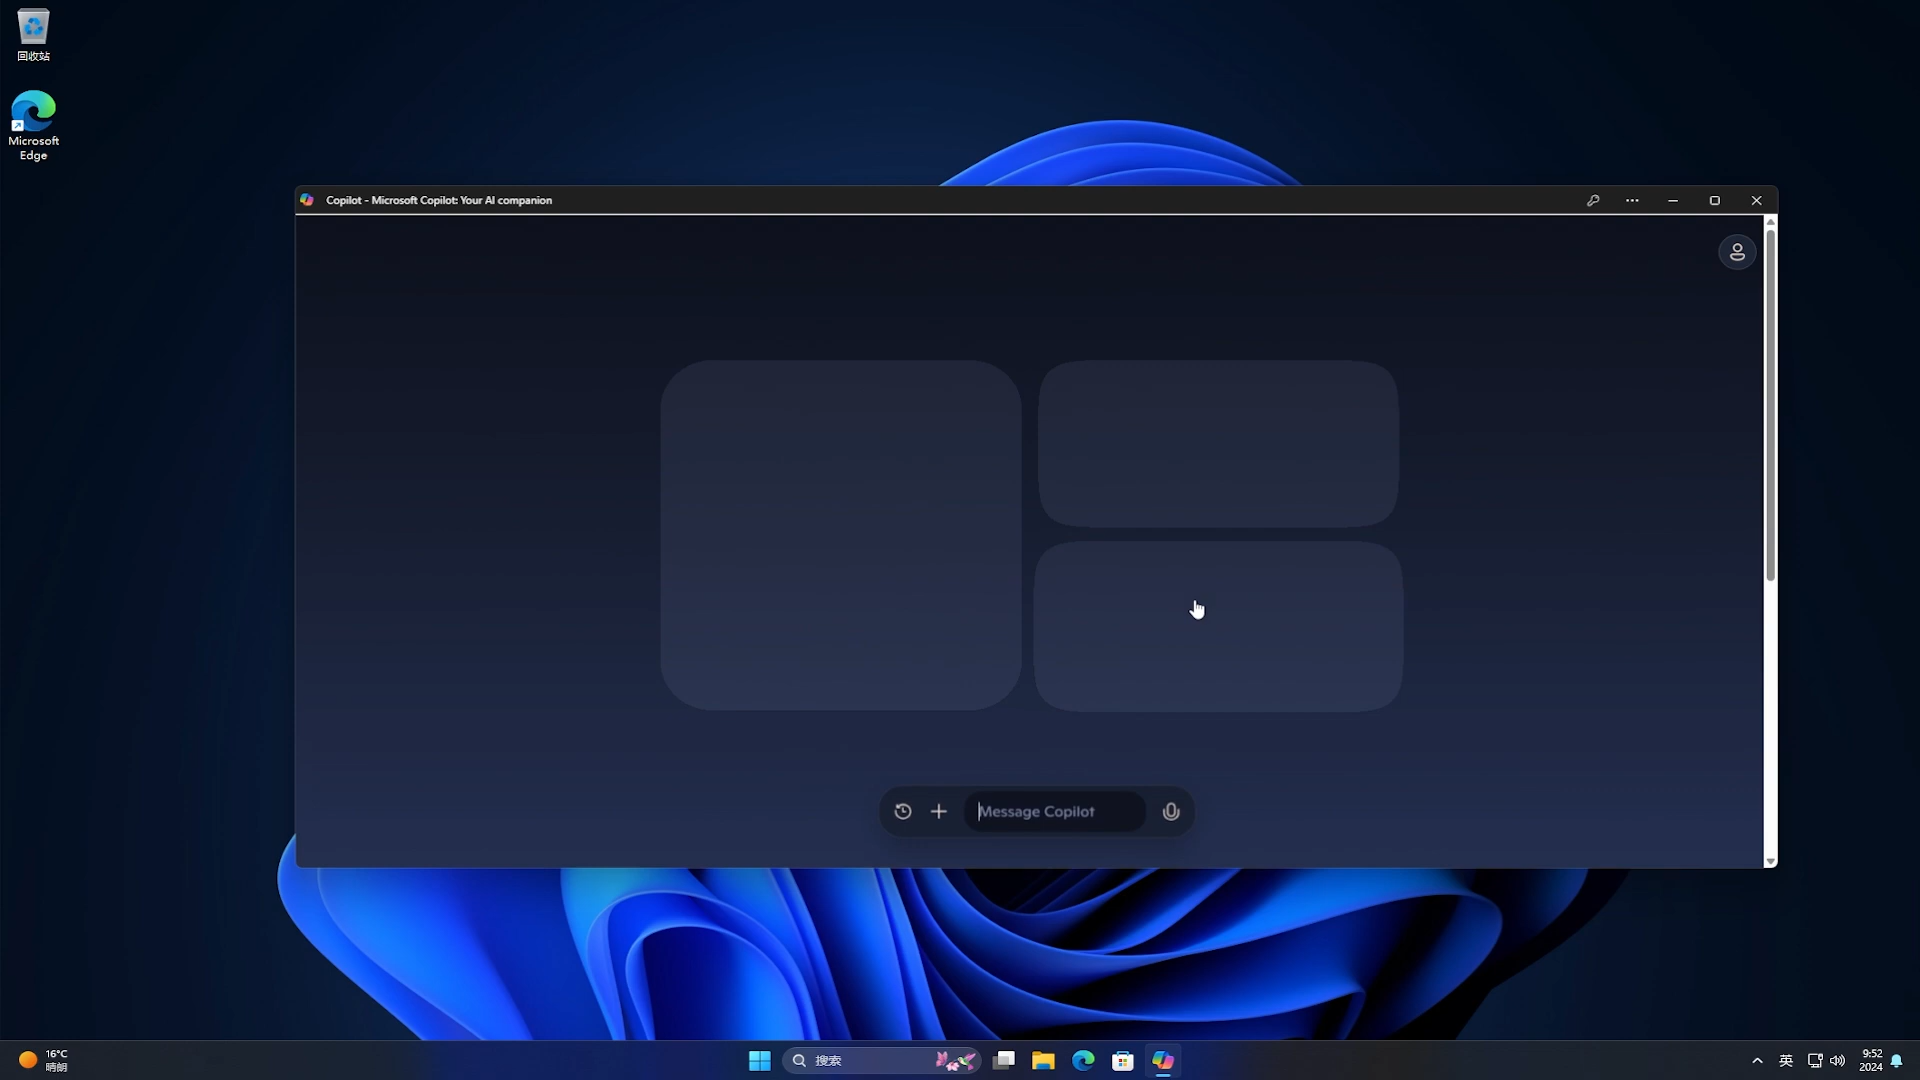 回收站
Microsoft
Edge
Copilot - Microsoft Copilot: Your AI companion
Message Copilot
16°C
晴朗
搜索
英
9:52
2024